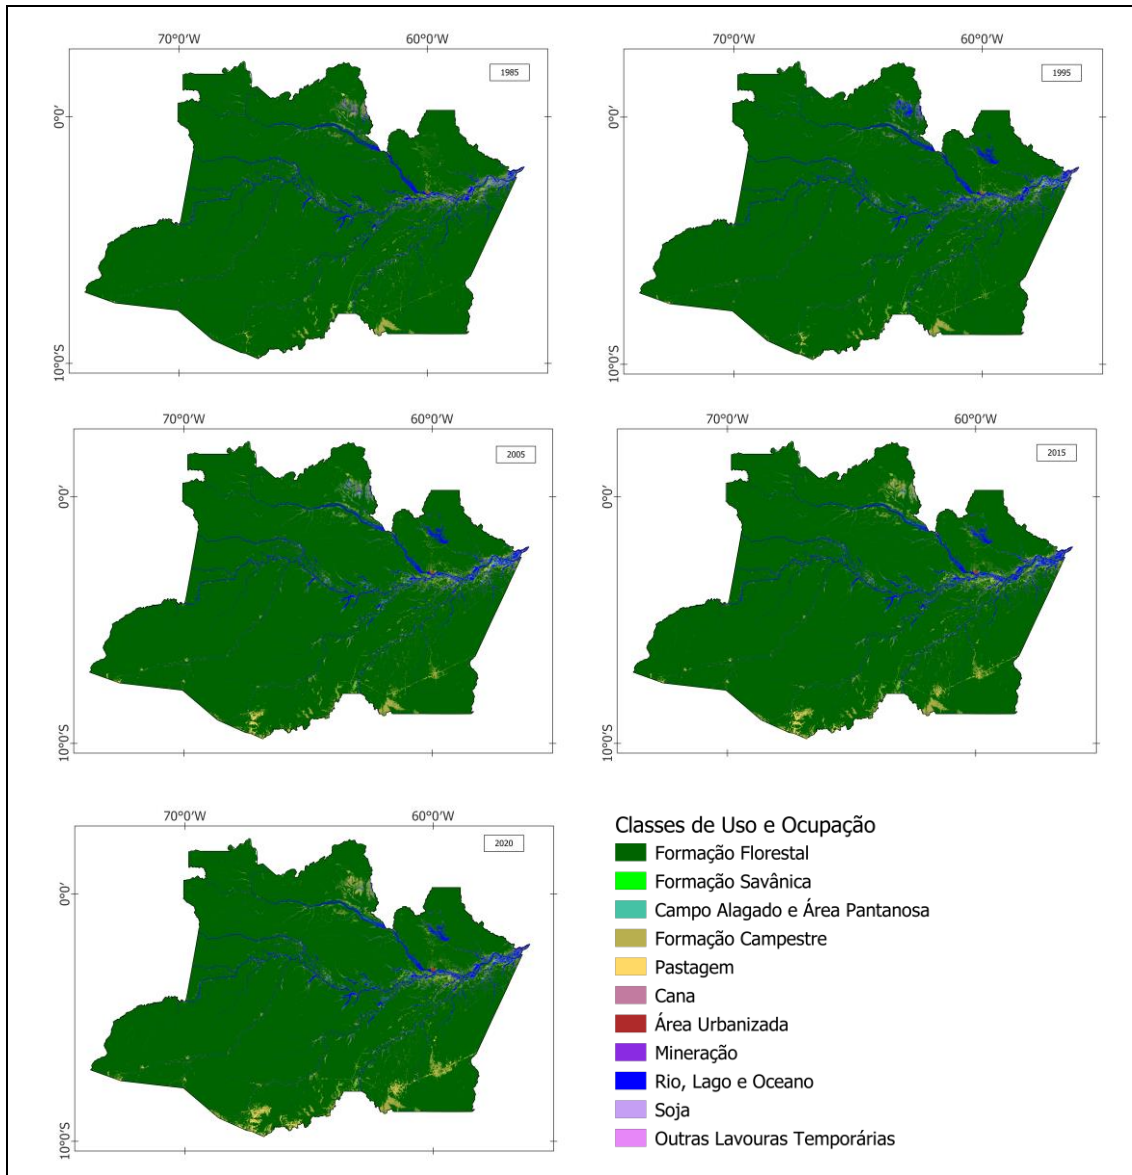 70°0'W 60°0'W
1985
0°0'
10°0'S
70°0'W 60°0'W
1995
0°0'
10°0'S
70°0'W 60°0'W
2005
0°0'
10°0'S
70°0'W 60°0'W
2015
0°0'
10°0'S
70°0'W 60°0'W
2020
0°0'
10°0'S
Classes de Uso e Ocupação
Formação Florestal
Formação Savânica
Campo Alagado e Área Pantanosa
Formação Campestre
Pastagem
Cana
Área Urbanizada
Mineração
Rio, Lago e Oceano
Soja
Outras Lavouras Temporárias